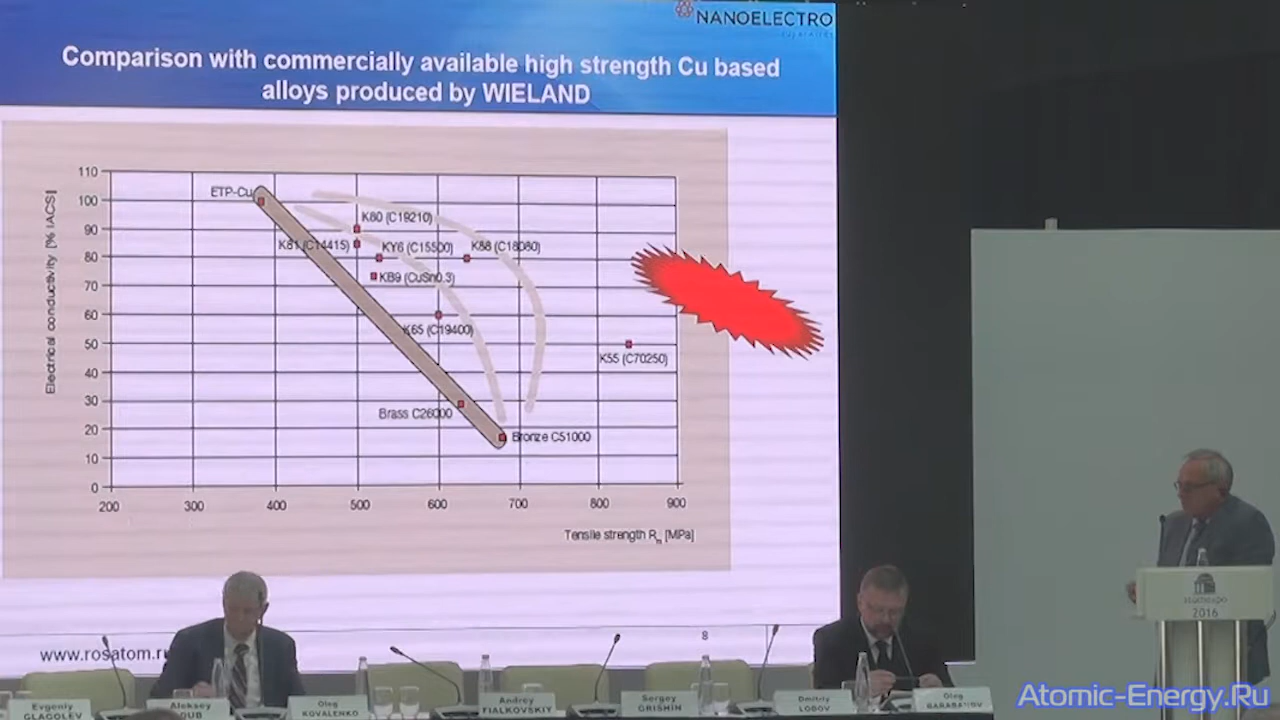 NANOELECTRO
Comparison with commercially available high strength Cu based
alloys produced by WIELAND
Electrical conductivity [% IACS]
110
100
90
80
70
60
50
40
30
20
10
0
200
300
400
500
600
700
800
900
Tensile strength Rm [MPa]
ETP-Cu
K80 (C19210)
K81 (C14415)
KY6 (C15500)
K88 (C18080)
KB9 (CuSn0.3)
K65 (C19400)
K55 (C70250)
Brass C26000
Bronze C51000
8
www.rosatom.ru
2016
Evgeniy
GLAGOLEV
Aleksey
DUB
Oleg
KOVALENKO
Andrey
FIALKOVSKIY
Sergey
GRISHIN
Dmitriy
LOBOV
Oleg
BARABANOV
Atomic-Energy.Ru